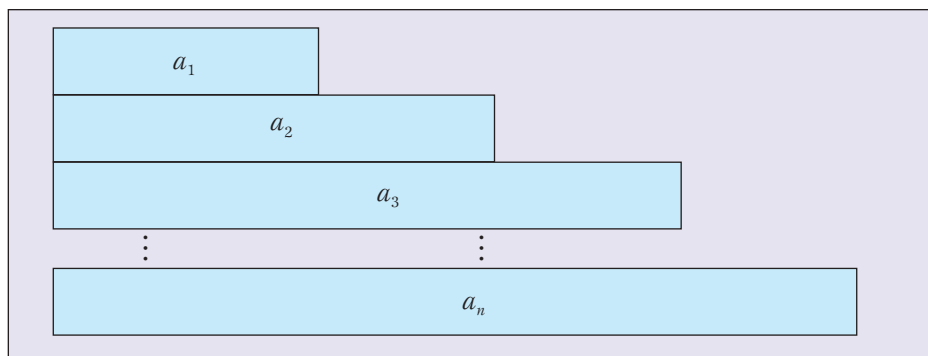 a₁
a₂
a₃
⋮ ⋮
aₙ